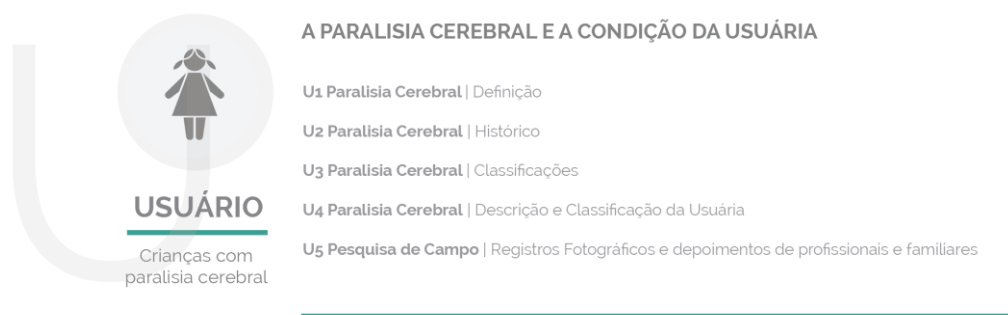 A PARALISIA CEREBRAL E A CONDIÇÃO DA USUÁRIA
U1 Paralisia Cerebral | Definição
U2 Paralisia Cerebral | Histórico
U3 Paralisia Cerebral | Classificações
U4 Paralisia Cerebral | Descrição e Classificação da Usuária
U5 Pesquisa de Campo | Registros Fotográficos e depoimentos de profissionais e familiares
U
USUÁRIO
Crianças com
paralisia cerebral